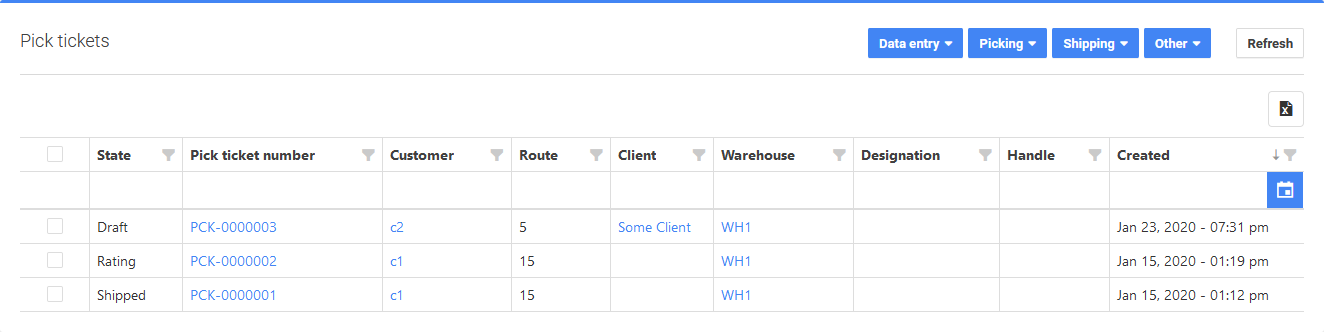 Pick tickets Data entry Picking Shipping Other Refresh
State Pick ticket number Customer Route Client Warehouse Designation Handle Created
Draft PCK-0000003 c2 5 Some Client WH1 Jan 23, 2020 - 07:31 pm
Rating PCK-0000002 c1 15 WH1 Jan 15, 2020 - 01:19 pm
Shipped PCK-0000001 c1 15 WH1 Jan 15, 2020 - 01:12 pm